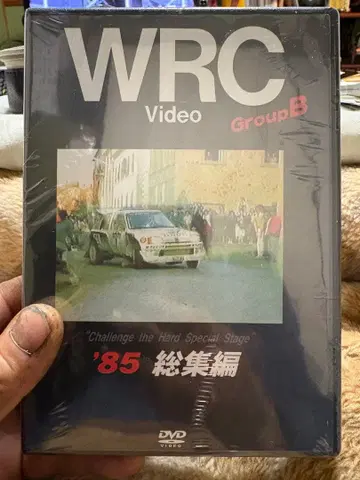 WRC
Video
Group B
"Challenge the Hard Special Stage"
'85 総集編
DVD
VIDEO